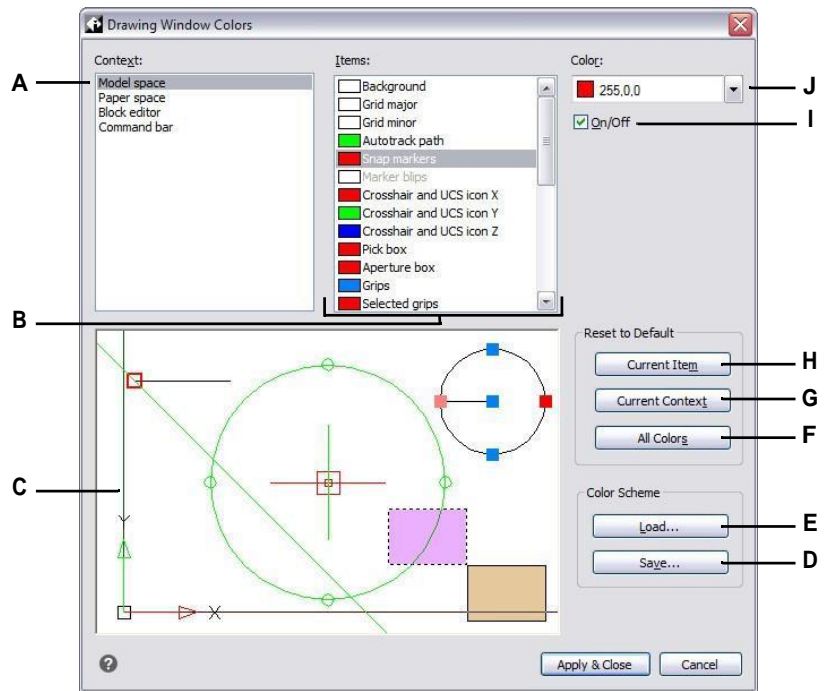 Drawing Window Colors
Context:
Items:
Color:
A
Model space
Paper space
Block editor
Command bar
Background
Grid major
Grid minor
Autotrack path
Snap markers
Marker blips
Crosshair and UCS icon X
Crosshair and UCS icon Y
Crosshair and UCS icon Z
Pick box
Aperture box
Grips
Selected grips
255,0,0
J
On/Off
I
B
Reset to Default
Current Item
H
Current Context
G
All Colors
F
C
Y
X
Color Scheme
Load...
E
Save...
D
?
Apply & Close
Cancel